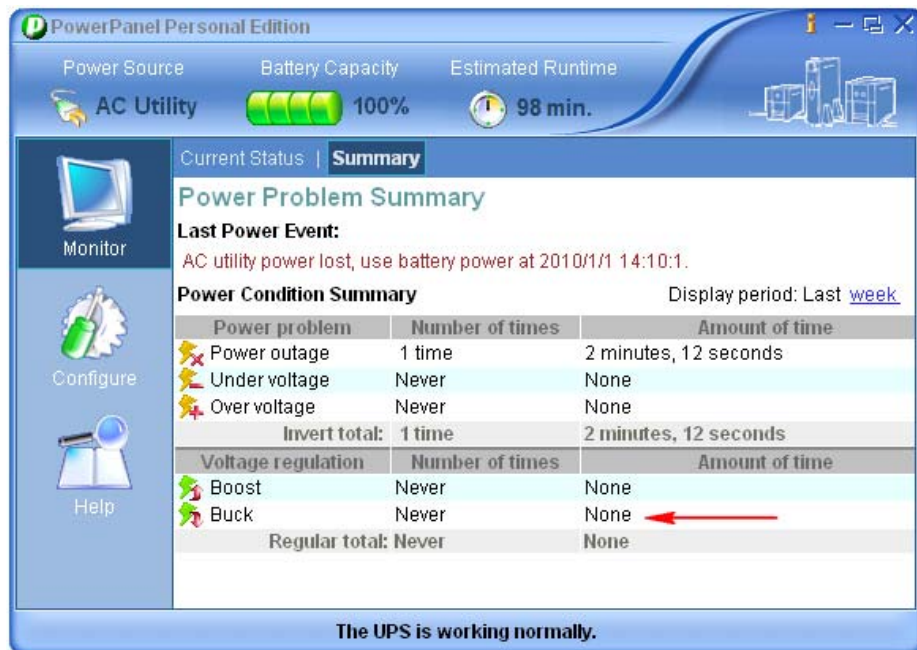 PowerPanel Personal Edition
Power Source Battery Capacity Estimated Runtime
AC Utility 100% 98 min.
Current Status | Summary
Monitor
Configure
Help
Power Problem Summary
Last Power Event:
AC utility power lost, use battery power at 2010/1/1 14:10:1.
Power Condition Summary Display period: Last week
Power problem Number of times Amount of time
Power outage 1 time 2 minutes, 12 seconds
Under voltage Never None
Over voltage Never None
Invert total: 1 time 2 minutes, 12 seconds
Voltage regulation Number of times Amount of time
Boost Never None
Buck Never None
Regular total: Never None
The UPS is working normally.